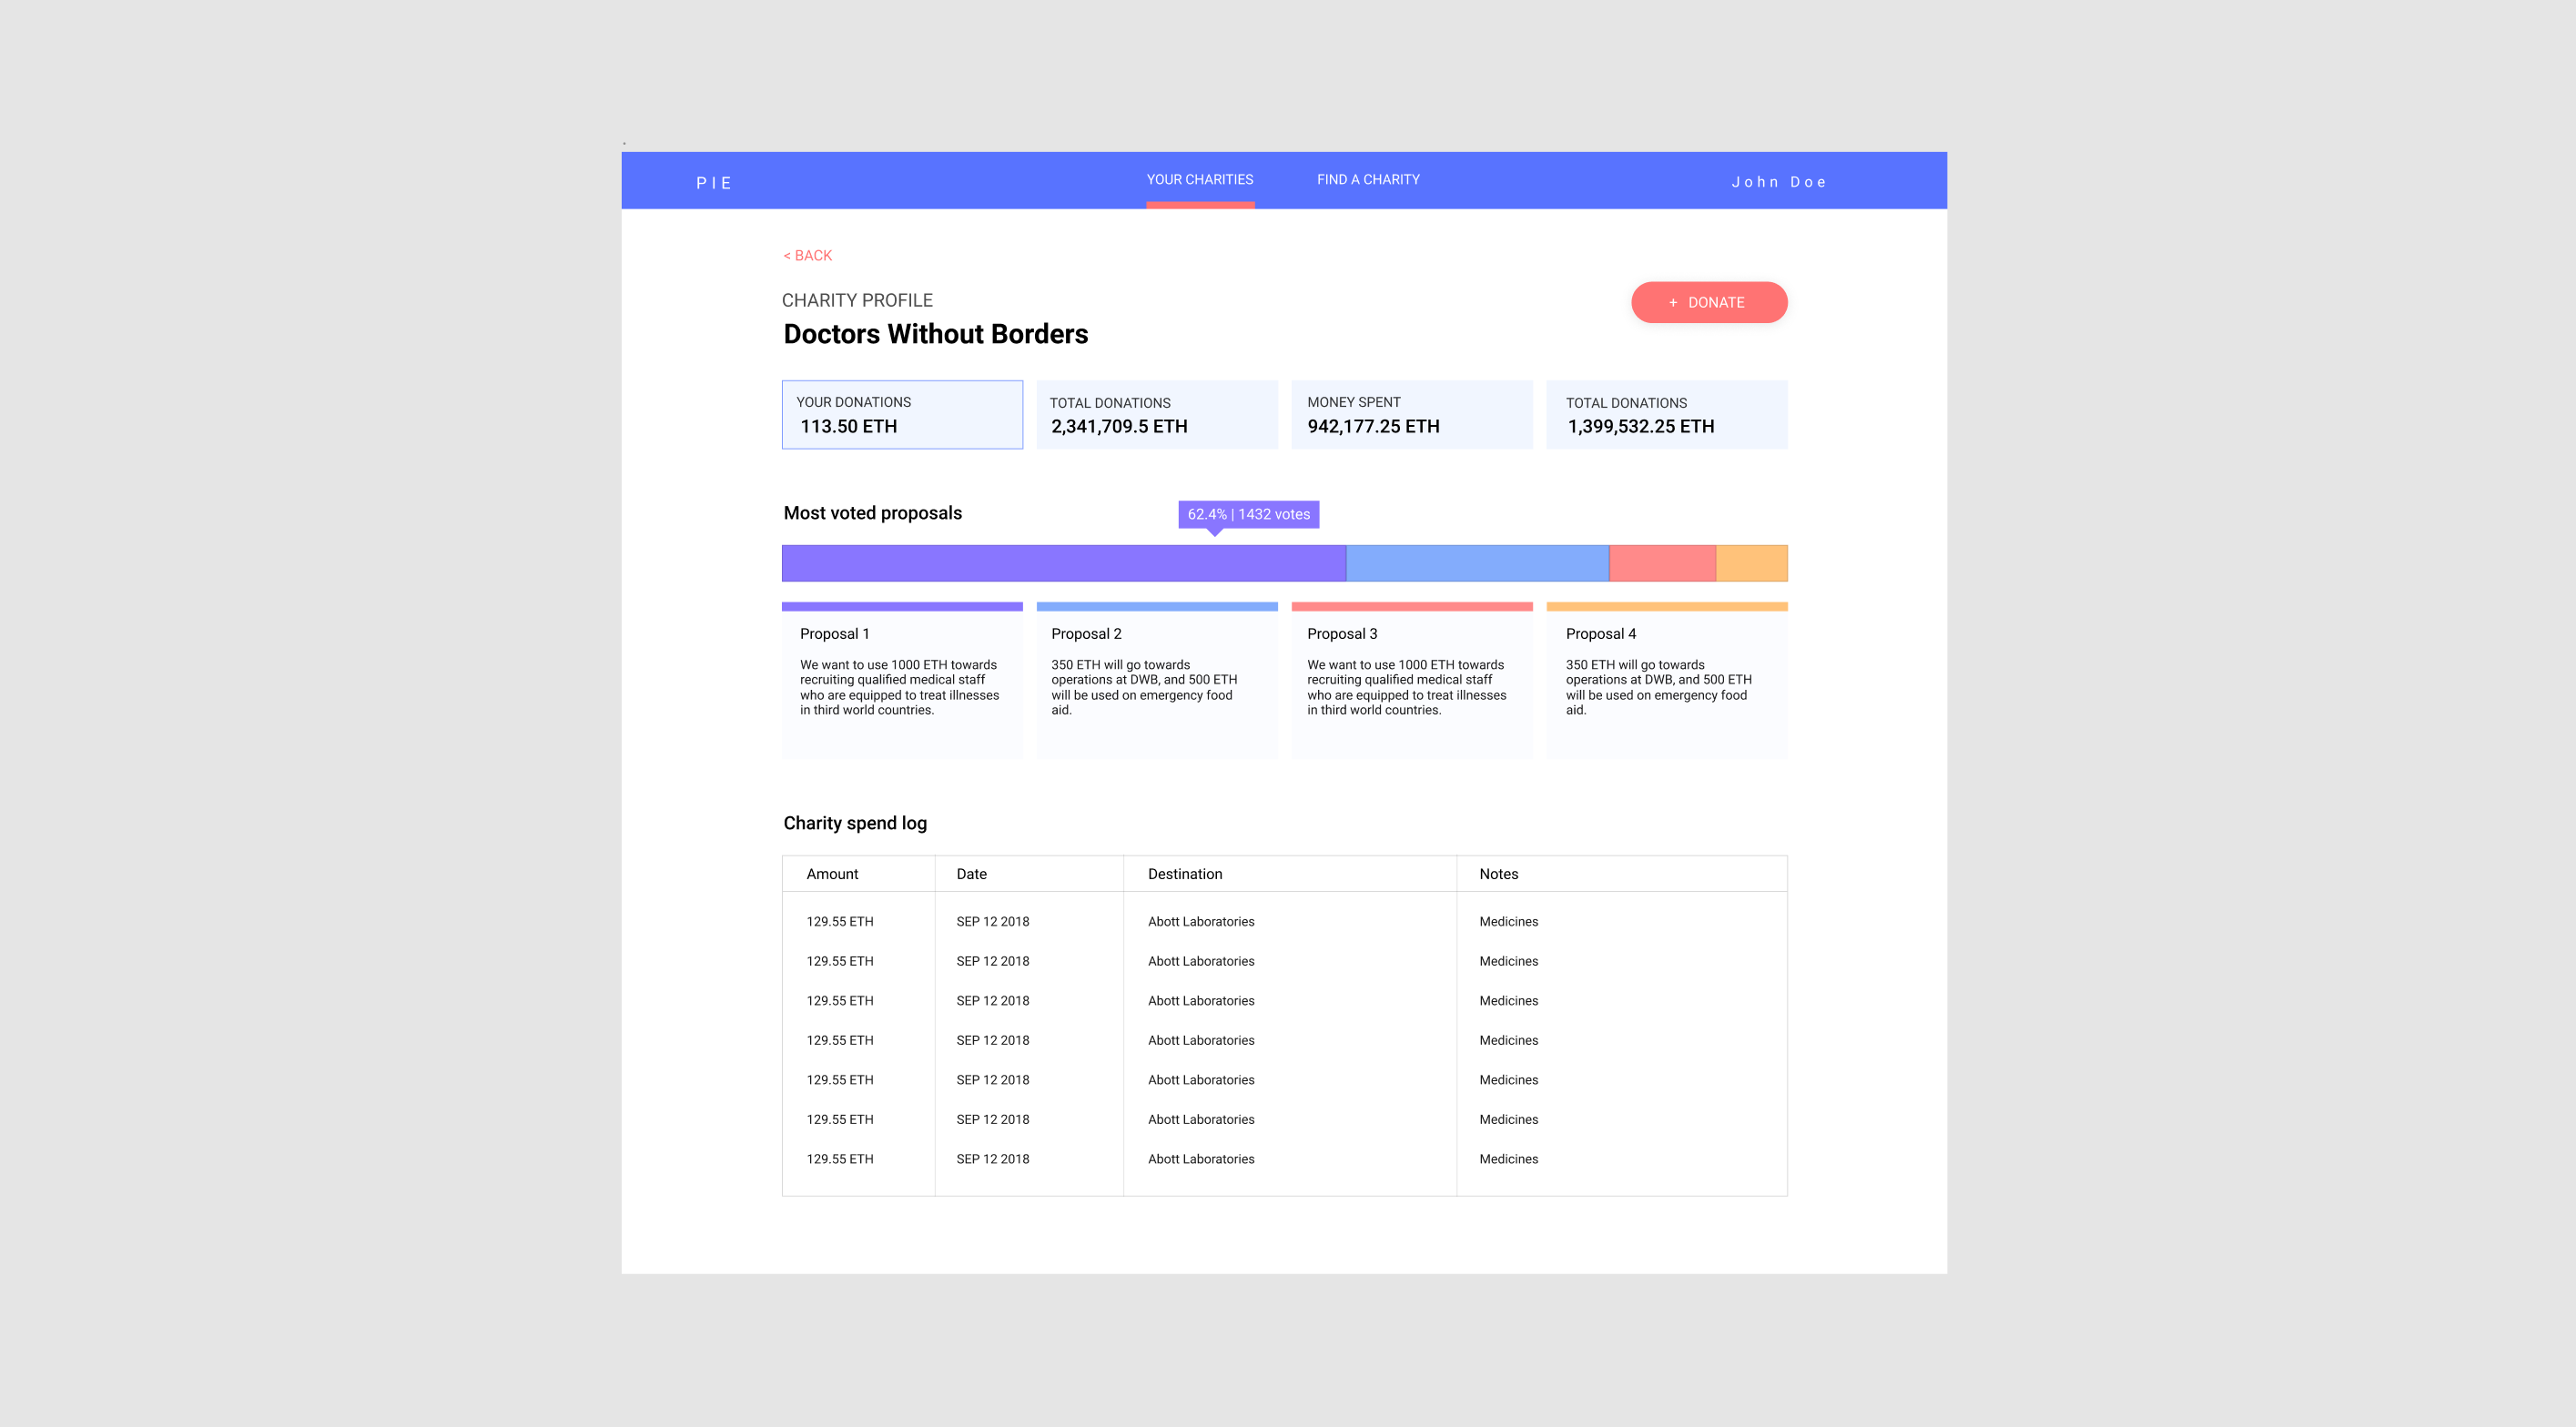 PIE
YOUR CHARITIES
FIND A CHARITY
John Doe
< BACK
CHARITY PROFILE
+ DONATE
Doctors Without Borders
YOUR DONATIONS
113.50 ETH
TOTAL DONATIONS
2,341,709.5 ETH
MONEY SPENT
942,177.25 ETH
TOTAL DONATIONS
1,399,532.25 ETH
Most voted proposals
62.4% | 1432 votes
Proposal 1
We want to use 1000 ETH towards
recruiting qualified medical staff
who are equipped to treat illnesses
in third world countries.
Proposal 2
350 ETH will go towards
operations at DWB, and 500 ETH
will be used on emergency food
aid.
Proposal 3
We want to use 1000 ETH towards
recruiting qualified medical staff
who are equipped to treat illnesses
in third world countries.
Proposal 4
350 ETH will go towards
operations at DWB, and 500 ETH
will be used on emergency food
aid.
Charity spend log
Amount Date Destination Notes
129.55 ETH SEP 12 2018 Abott Laboratories Medicines
129.55 ETH SEP 12 2018 Abott Laboratories Medicines
129.55 ETH SEP 12 2018 Abott Laboratories Medicines
129.55 ETH SEP 12 2018 Abott Laboratories Medicines
129.55 ETH SEP 12 2018 Abott Laboratories Medicines
129.55 ETH SEP 12 2018 Abott Laboratories Medicines
129.55 ETH SEP 12 2018 Abott Laboratories Medicines